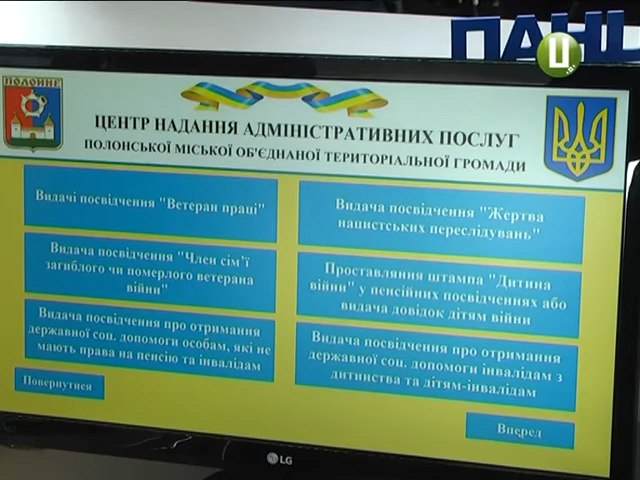 ПАНЬ
Ц
ПОЛОННЕ
ЦЕНТР НАДАННЯ АДМІНІСТРАТИВНИХ ПОСЛУГ
ПОЛОНСЬКОЇ МІСЬКОЇ ОБ'ЄДНАНОЇ ТЕРИТОРІАЛЬНОЇ ГРОМАДИ
Видачі посвідчення "Ветеран праці"
Видача посвідчення "Жертва
нацистських переслідувань"
Видача посвідчення "Член сім'ї
загиблого чи померлого ветерана
війни"
Проставляння штампа "Дитина
війни" у пенсійних посвідченнях або
видача довідок дітям війни
Видача посвідчення про отримання
державної соц. допомоги особам, які не
мають права на пенсію та інвалідам
Видача посвідчення про отримання
державної соц. допомоги інвалідам з
дитинства та дітям-інвалідам
Повернутися
Вперед
LG